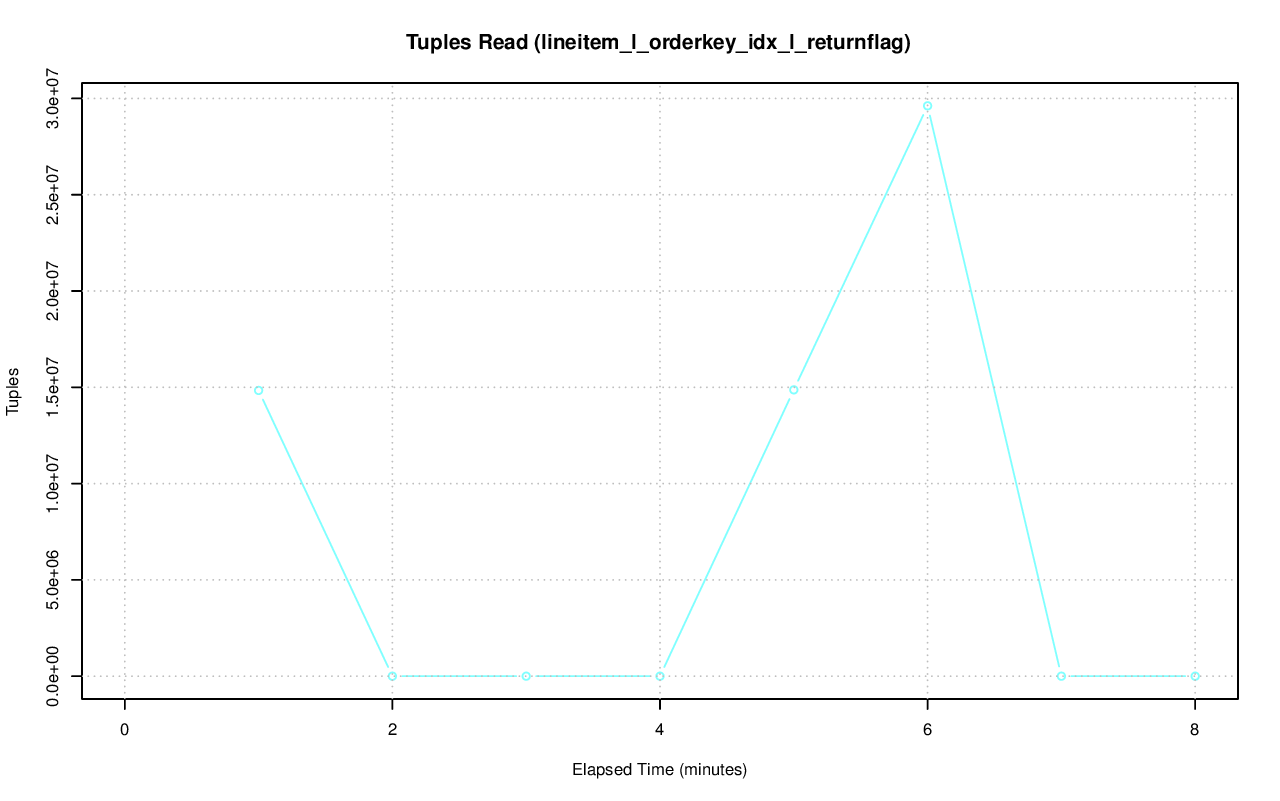 Tuples Read (lineitem_l_orderkey_idx_l_returnflag)
3.0e+07
2.5e+07
2.0e+07
1.5e+07
1.0e+07
5.0e+06
0.0e+00
Tuples
0 2 4 6 8
Elapsed Time (minutes)